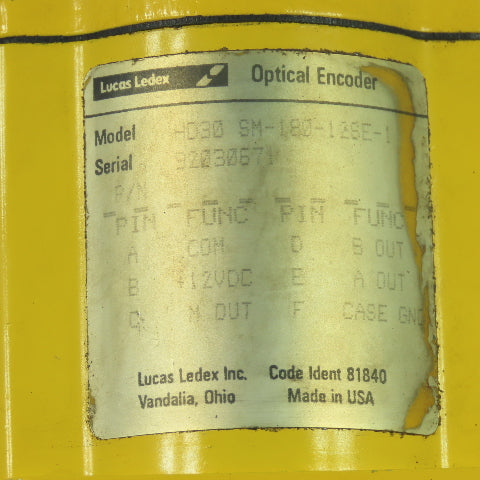 Lucas Ledex Optical Encoder
Model HD30 SM-180-128E-1
Serial 92030671
P/N
PIN FUNC PIN FUNC
A COM D B OUT
B +12VDC E A OUT
C M OUT F CASE GND
Lucas Ledex Inc. Code Ident 81840
Vandalia, Ohio Made in USA